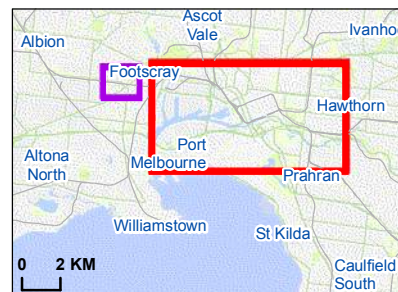 Ascot
Vale
Ivanho
Albion
Footscray
Hawthorn
Altona
North
Port
Melbourne
Prahran
Williamstown
St Kilda
Caulfield
South
0 2 KM